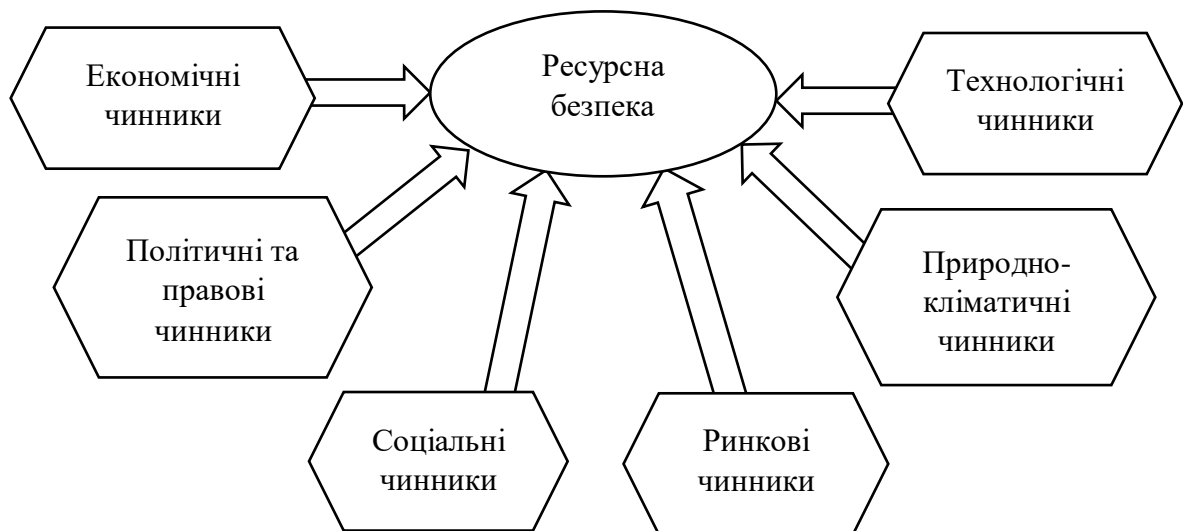 Економічні
чинники
Ресурсна
безпека
Технологічні
чинники
Політичні та
правові
чинники
Природно-
кліматичні
чинники
Соціальні
чинники
Ринкові
чинники